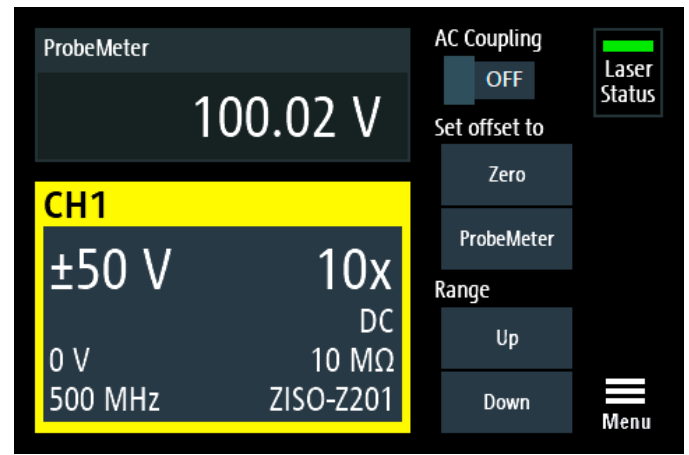 ProbeMeter
100.02 V
CH1
±50 V 10x
DC
0 V 10 MΩ
500 MHz ZISO-Z201
AC Coupling
OFF
Set offset to
Zero
ProbeMeter
Range
Up
Down
Laser
Status
Menu